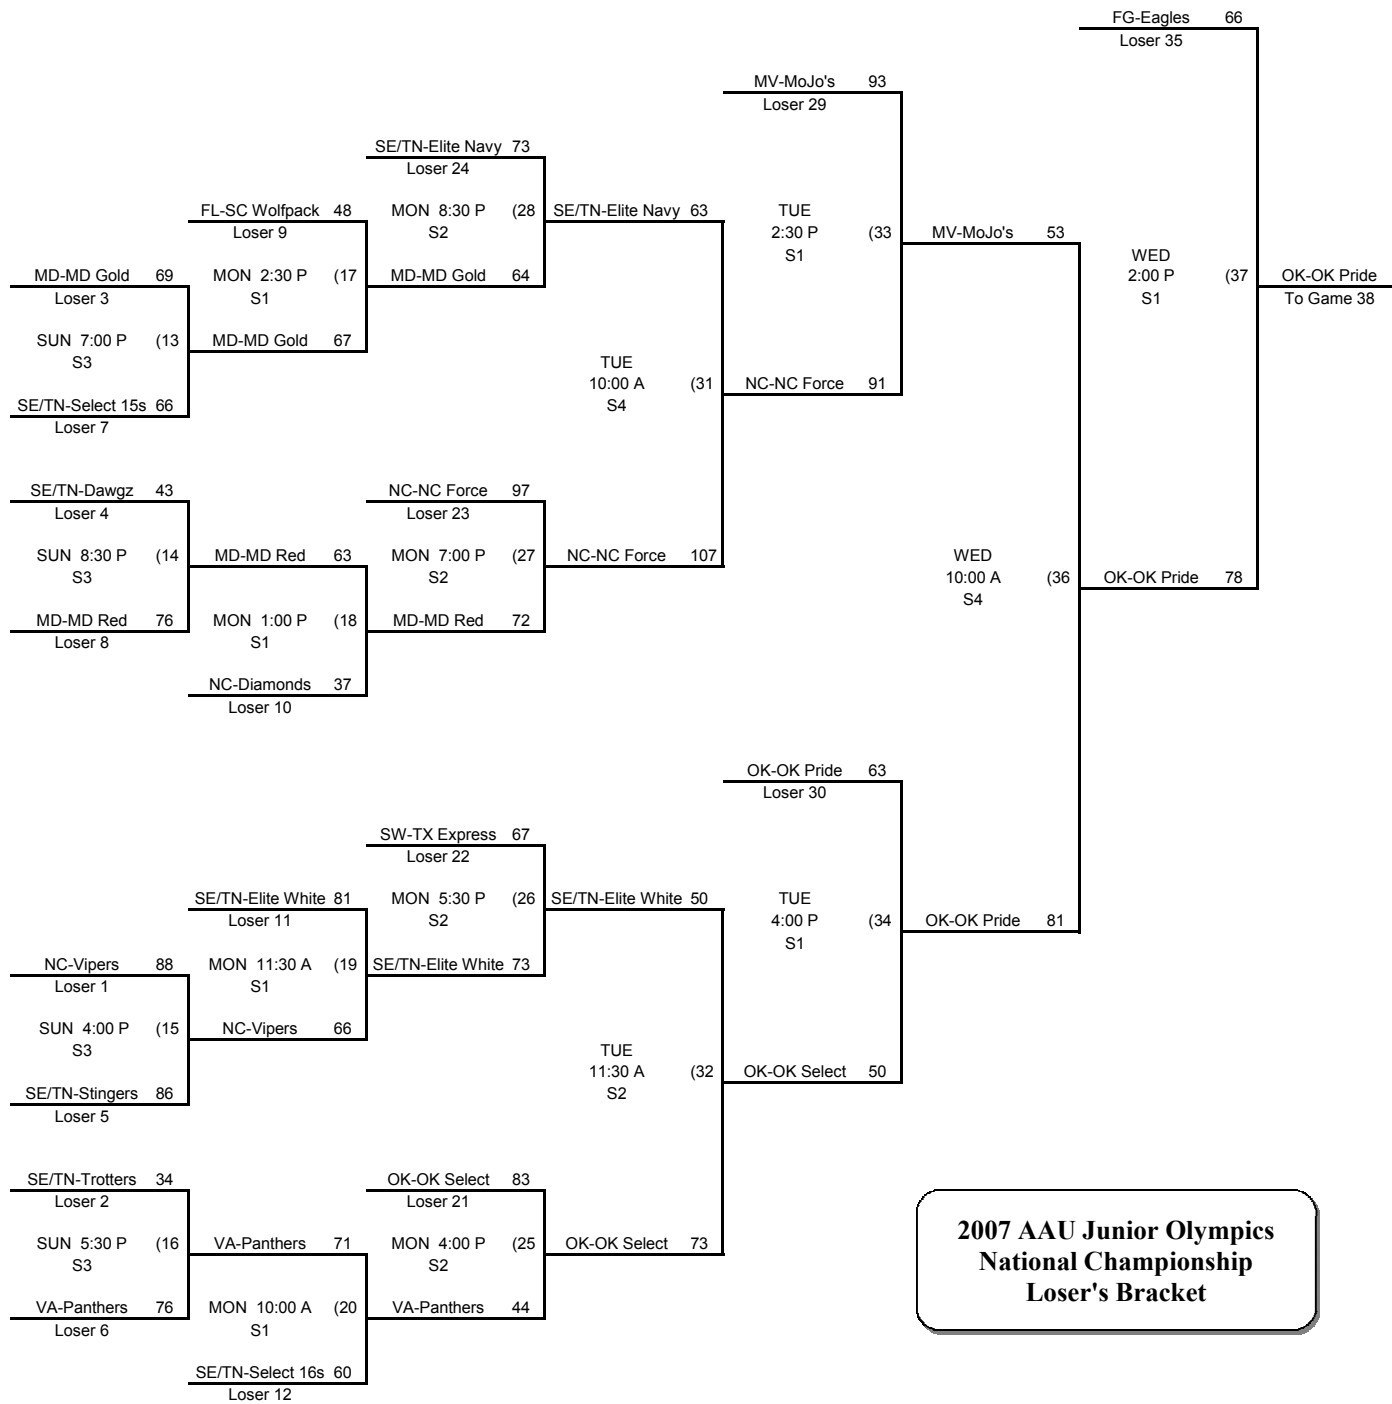 FG-Eagles 66
Loser 35
MV-MoJo's 93
Loser 29
SE/TN-Elite Navy 73
Loser 24
FL-SC Wolfpack 48
Loser 9
MON 8:30 P (28
S2
SE/TN-Elite Navy 63
TUE
2:30 P (33
S1
MV-MoJo's 53
WED
2:00 P (37
S1
OK-OK Pride
To Game 38
MD-MD Gold 69
Loser 3
MON 2:30 P (17
S1
MD-MD Gold 64
SUN 7:00 P (13
S3
MD-MD Gold 67
TUE
10:00 A (31
S4
NC-NC Force 91
SE/TN-Select 15s 66
Loser 7
SE/TN-Dawgz 43
Loser 4
NC-NC Force 97
Loser 23
SUN 8:30 P (14
S3
MD-MD Red 63
MON 7:00 P (27
S2
NC-NC Force 107
WED
10:00 A (36
S4
OK-OK Pride 78
MD-MD Red 76
Loser 8
MON 1:00 P (18
S1
MD-MD Red 72
NC-Diamonds 37
Loser 10
OK-OK Pride 63
Loser 30
SW-TX Express 67
Loser 22
SE/TN-Elite White 81
Loser 11
MON 5:30 P (26
S2
SE/TN-Elite White 50
TUE
4:00 P (34
S1
OK-OK Pride 81
NC-Vipers 88
Loser 1
MON 11:30 A (19
S1
SE/TN-Elite White 73
SUN 4:00 P (15
S3
NC-Vipers 66
TUE
11:30 A (32
S2
OK-OK Select 50
SE/TN-Stingers 86
Loser 5
SE/TN-Trotters 34
Loser 2
OK-OK Select 83
Loser 21
SUN 5:30 P (16
S3
VA-Panthers 71
MON 4:00 P (25
S2
OK-OK Select 73
VA-Panthers 76
Loser 6
MON 10:00 A (20
S1
VA-Panthers 44
SE/TN-Select 16s 60
Loser 12
2007 AAU Junior Olympics
National Championship
Loser's Bracket